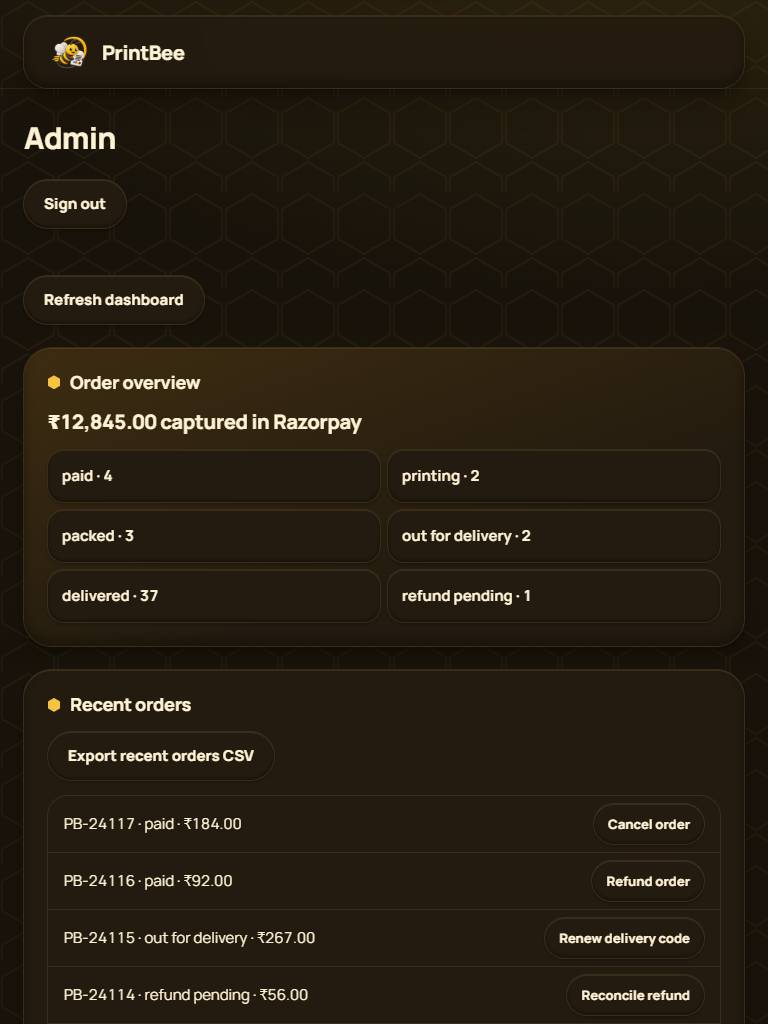 PrintBee
Admin
Sign out
Refresh dashboard
Order overview
₹12,845.00 captured in Razorpay
paid · 4
printing · 2
packed · 3
out for delivery · 2
delivered · 37
refund pending · 1
Recent orders
Export recent orders CSV
PB-24117 · paid · ₹184.00
Cancel order
PB-24116 · paid · ₹92.00
Refund order
PB-24115 · out for delivery · ₹267.00
Renew delivery code
PB-24114 · refund pending · ₹56.00
Reconcile refund